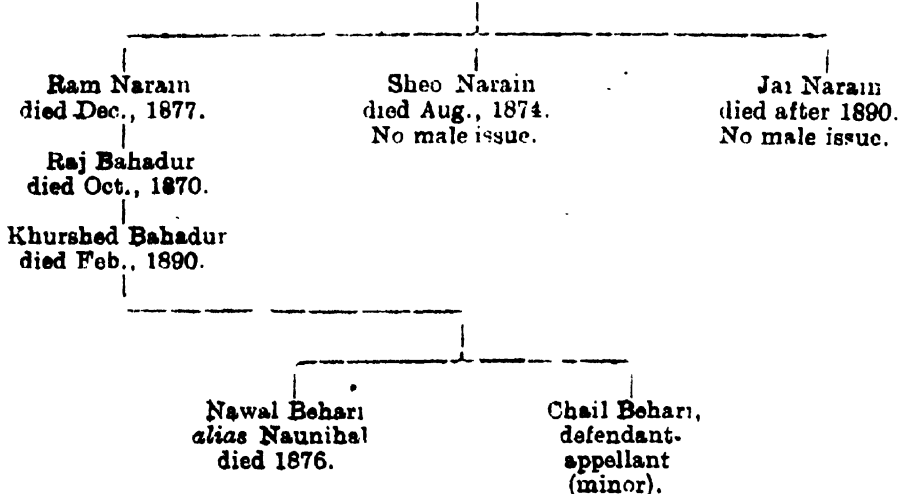 Ram Narain
died Dec., 1877.
Sheo Narain
died Aug., 1874.
No male issue.
Jai Narain
died after 1890.
No male issue.
Raj Bahadur
died Oct., 1870.
Khurshed Bahadur
died Feb., 1890.
Nawal Behari
alias Naunihal
died 1876.
Chail Behari,
defendant-
appellant
(minor).